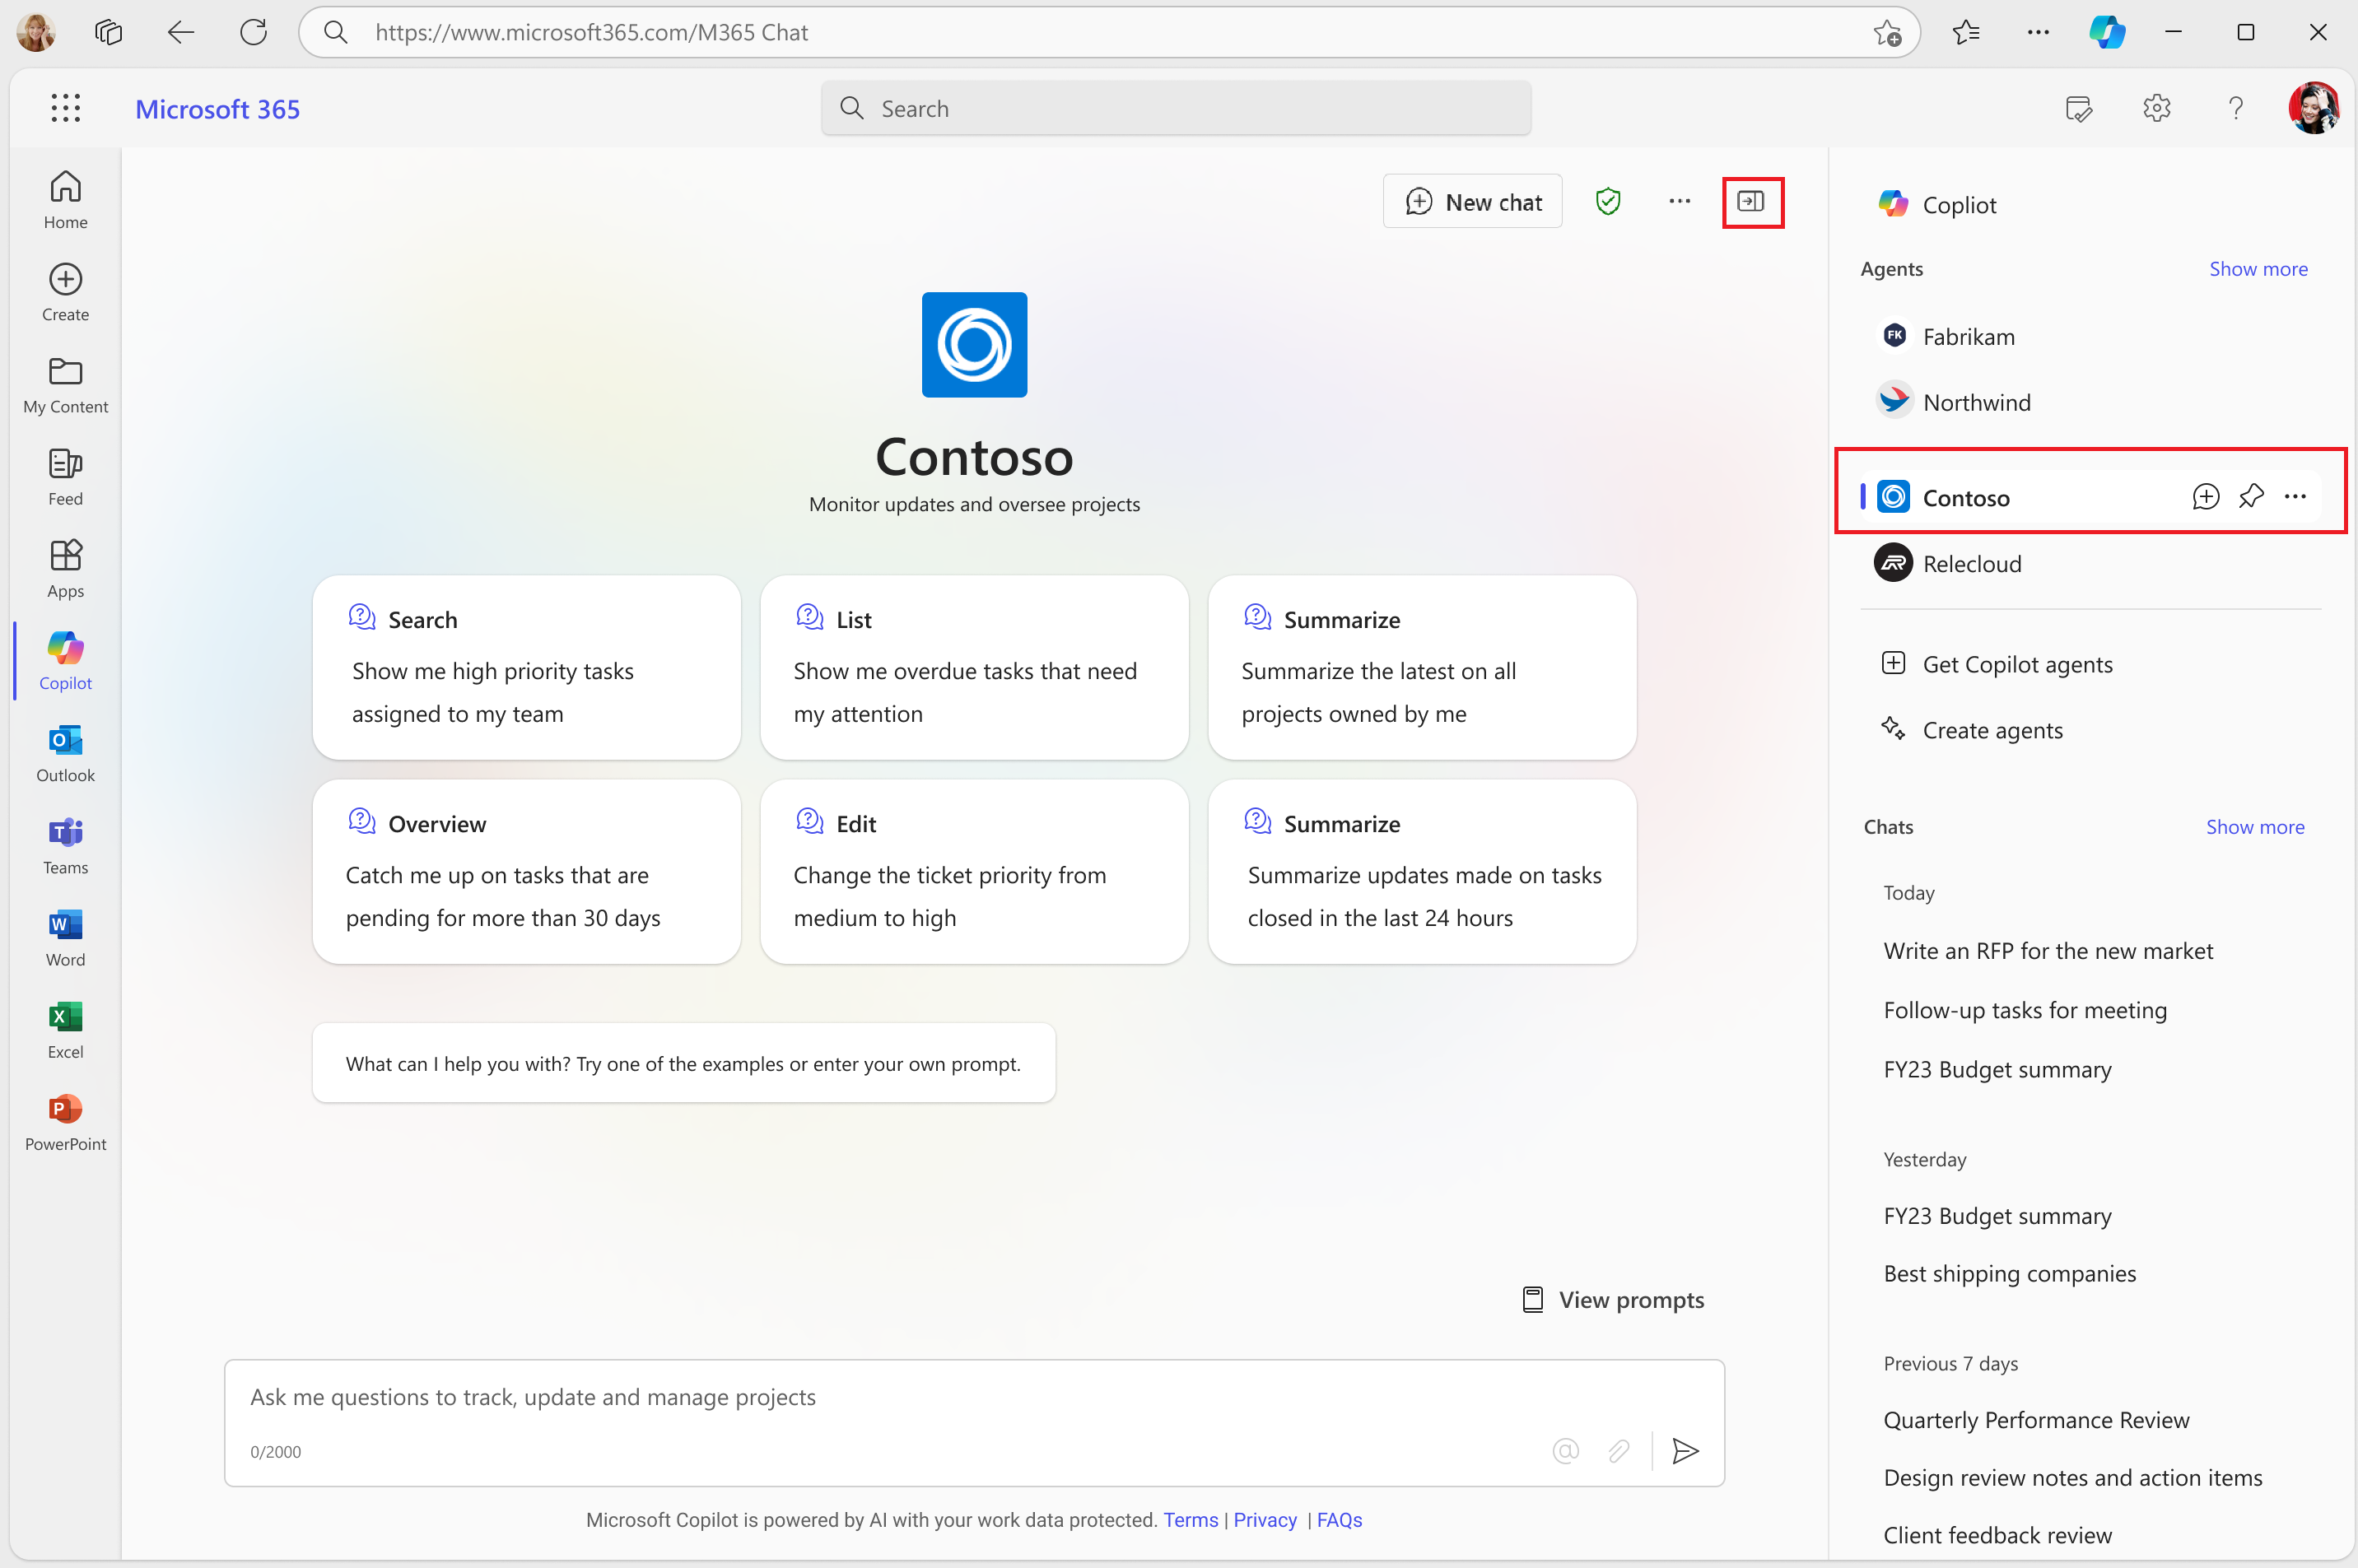 https://www.microsoft365.com/M365 Chat
Microsoft 365
Search
Home
Create
My Content
Feed
Apps
Copilot
Outlook
Teams
Word
Excel
PowerPoint
New chat
Contoso
Monitor updates and oversee projects
Search
Show me high priority tasks
assigned to my team
List
Show me overdue tasks that need
my attention
Summarize
Summarize the latest on all
projects owned by me
Overview
Catch me up on tasks that are
pending for more than 30 days
Edit
Change the ticket priority from
medium to high
Summarize
Summarize updates made on tasks
closed in the last 24 hours
What can I help you with? Try one of the examples or enter your own prompt.
View prompts
Ask me questions to track, update and manage projects
0/2000
Microsoft Copilot is powered by AI with your work data protected. Terms | Privacy | FAQs
Copliot
Agents Show more
FK Fabrikam
Northwind
Contoso
Relecloud
Get Copilot agents
Create agents
Chats Show more
Today
Write an RFP for the new market
Follow-up tasks for meeting
FY23 Budget summary
Yesterday
FY23 Budget summary
Best shipping companies
Previous 7 days
Quarterly Performance Review
Design review notes and action items
Client feedback review